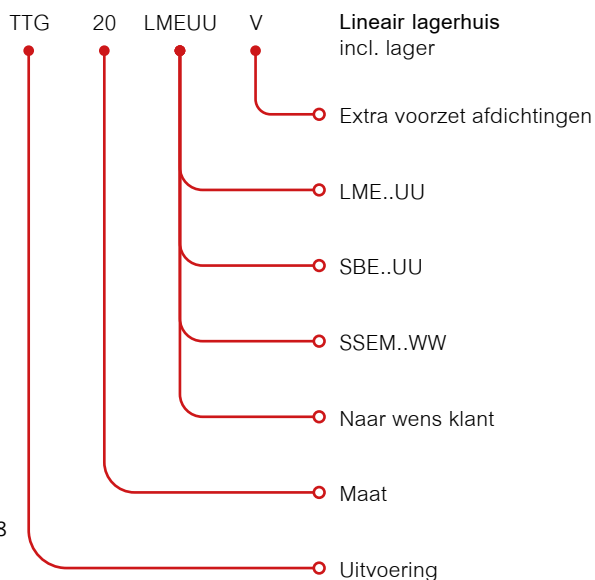 TTG 20 LMEUU V Lineair lagerhuis
incl. lager
Extra voorzet afdichtingen
LME..UU
SBE..UU
SSEM..WW
Naar wens klant
Maat
8
Uitvoering